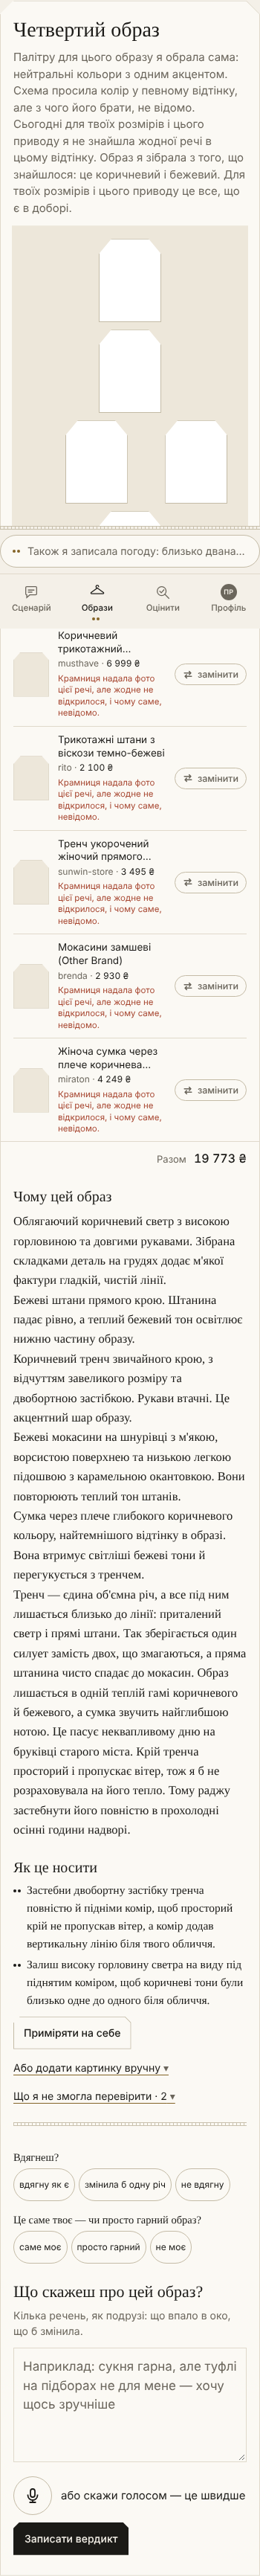 Четвертий образ
Палітру для цього образу я обрала сама:
нейтральні кольори з одним акцентом.
Схема просила колір у певному відтінку,
але з чого його брати, не відомо.
Сьогодні для твоїх розмірів і цього
приводу я не знайшла жодної речі в
цьому відтінку. Образ я зібрала з того, що
знайшлося: це коричневий і бежевий. Для
твоїх розмірів і цього приводу це все, що
є в доборі.
Також я записала погоду: близько двана...
Сценарій
Образи
Оцінити
ПР
Профіль
Коричневий
трикотажний...
musthave · 6 999 ₴
Крамниця надала фото
цієї речі, але жодне не
відкрилося, і чому саме,
невідомо.
замінити
Трикотажні штани з
віскози темно-бежеві
rito · 2 100 ₴
Крамниця надала фото
цієї речі, але жодне не
відкрилося, і чому саме,
невідомо.
замінити
Тренч укорочений
жіночий прямого...
sunwin-store · 3 495 ₴
Крамниця надала фото
цієї речі, але жодне не
відкрилося, і чому саме,
невідомо.
замінити
Мокасини замшеві
(Other Brand)
brenda · 2 930 ₴
Крамниця надала фото
цієї речі, але жодне не
відкрилося, і чому саме,
невідомо.
замінити
Жіноча сумка через
плече коричнева...
miraton · 4 249 ₴
Крамниця надала фото
цієї речі, але жодне не
відкрилося, і чому саме,
невідомо.
замінити
Разом 19 773 ₴
Чому цей образ
Облягаючий коричневий светр з високою
горловиною та довгими рукавами. Зібрана
складками деталь на грудях додає м'якої
фактури гладкій, чистій лінії.
Бежеві штани прямого крою. Штанина
падає рівно, а теплий бежевий тон освітлює
нижню частину образу.
Коричневий тренч звичайного крою, з
відчуттям завеликого розміру та
двобортною застібкою. Рукави втачні. Це
акцентний шар образу.
Бежеві мокасини на шнурівці з м'якою,
ворсистою поверхнею та низькою легкою
підошвою з карамельною окантовкою. Вони
повторюють теплий тон штанів.
Сумка через плече глибокого коричневого
кольору, найтемнішого відтінку в образі.
Вона втримує світліші бежеві тони й
перегукується з тренчем.
Тренч — єдина об'ємна річ, а все під ним
лишається близько до лінії: приталений
светр і прямі штани. Так зберігається один
силует замість двох, що змагаються, а пряма
штанина чисто спадає до мокасин. Образ
лишається в одній теплій гамі коричневого
й бежевого, а сумка звучить найглибшою
нотою. Це пасує неквапливому дню на
бруківці старого міста. Крій тренча
просторий і пропускає вітер, тож я б не
розраховувала на його тепло. Тому раджу
застебнути його повністю в прохолодні
осінні години надворі.
Як це носити
Застебни двобортну застібку тренча
повністю й підніми комір, щоб просторий
крій не пропускав вітер, а комір додав
вертикальну лінію біля твого обличчя.
Залиш високу горловину светра на виду під
піднятим коміром, щоб коричневі тони були
близько одне до одного біля обличчя.
Приміряти на себе
Або додати картинку вручну ▾
Що я не змогла перевірити · 2 ▾
Вдягнеш?
вдягну як є
змінила б одну річ
не вдягну
Це саме твоє — чи просто гарний образ?
саме моє
просто гарний
не моє
Що скажеш про цей образ?
Кілька речень, як подрузі: що впало в око,
що б змінила.
Наприклад: сукня гарна, але туфлі
на підборах не для мене — хочу
щось зручніше
або скажи голосом — це швидше
Записати вердикт